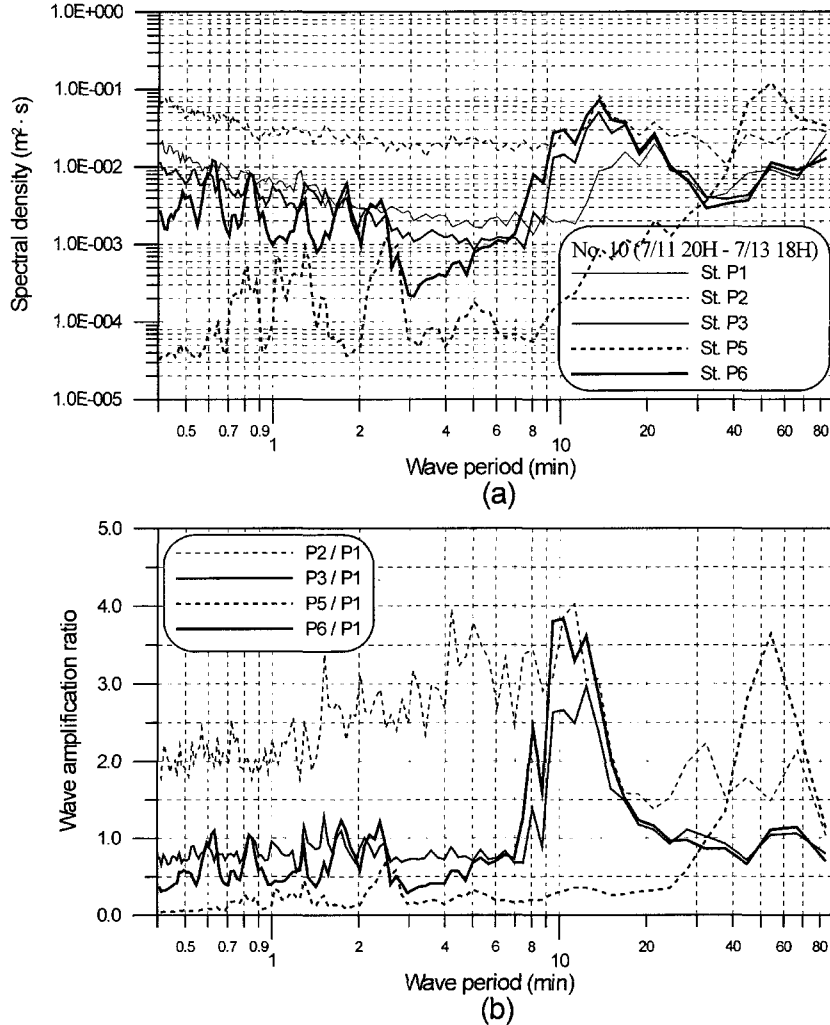 1.0E+000
1.0E-001
1.0E-002
1.0E-003
1.0E-004
1.0E-005
Spectral density (m² · s)
No. 10 (7/11 20H - 7/13 18H)
St. P1
St. P2
St. P3
St. P5
St. P6
0.5 0.7 0.9 1 2 4 6 8 10 20 40 60 80
Wave period (min)
(a)
5.0
4.0
3.0
2.0
1.0
0.0
Wave amplification ratio
P2 / P1
P3 / P1
P5 / P1
P6 / P1
0.5 0.7 0.9 1 2 4 6 8 10 20 40 60 80
Wave period (min)
(b)